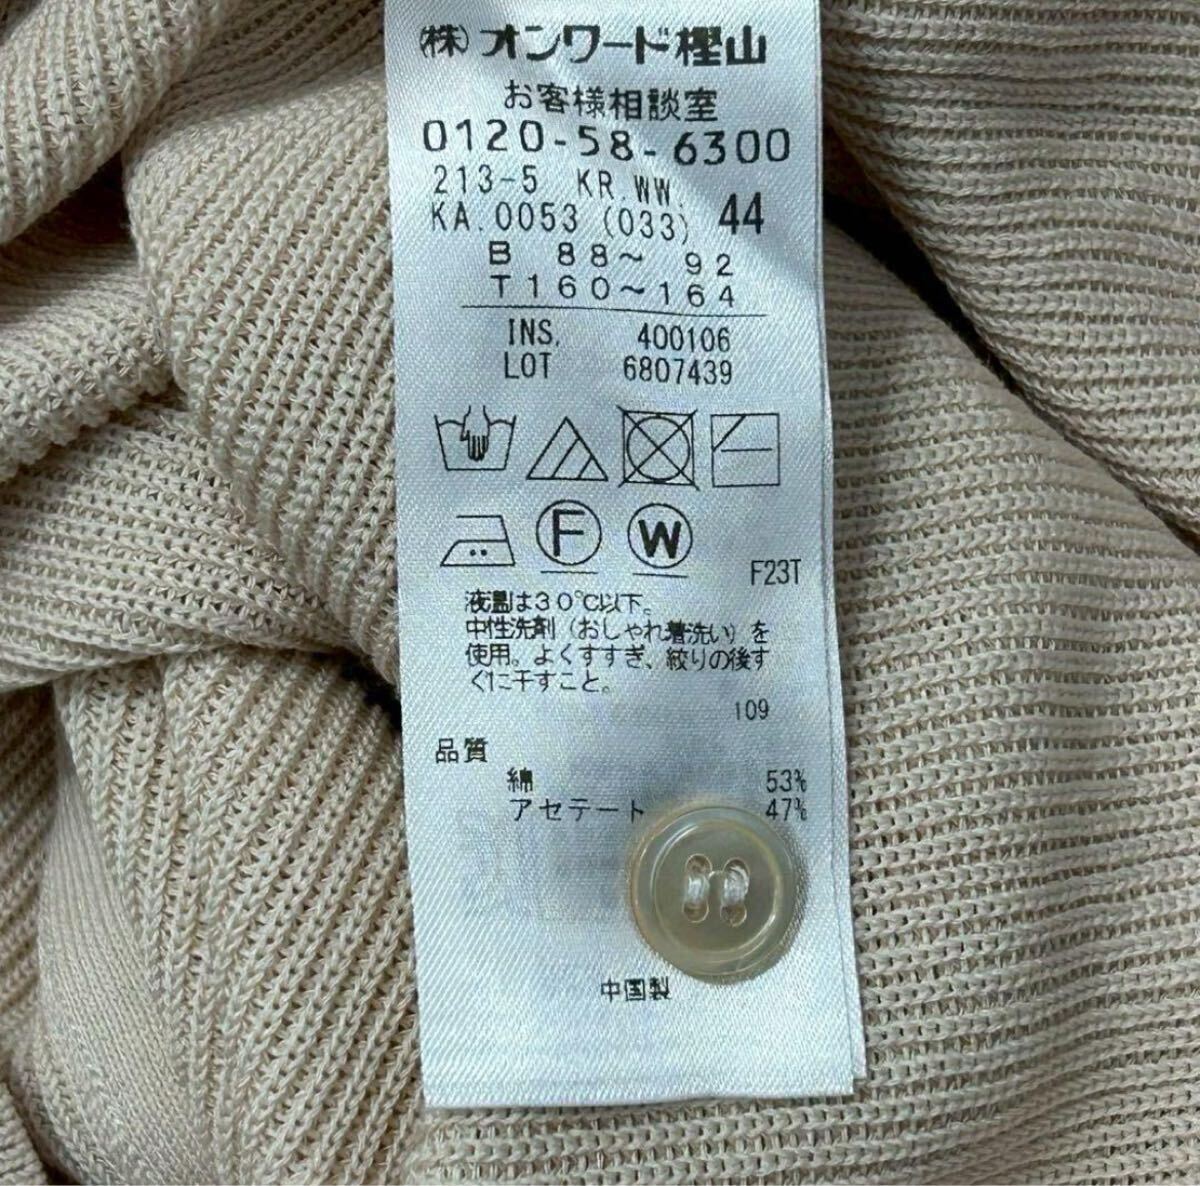 (株)オンワード樫山
お客様相談室
0120-58-6300
213-5 KR.WW.
KA.0053 (033) 44
B 88～ 92
T160～164
INS. 400106
LOT 6807439
F W
F23T
液温は30℃以下。
中性洗剤(おしゃれ着洗い)を
使用。よくすすぎ、絞りの後す
ぐに干すこと。
109
品質
綿 53%
アセテート 47%
中国製